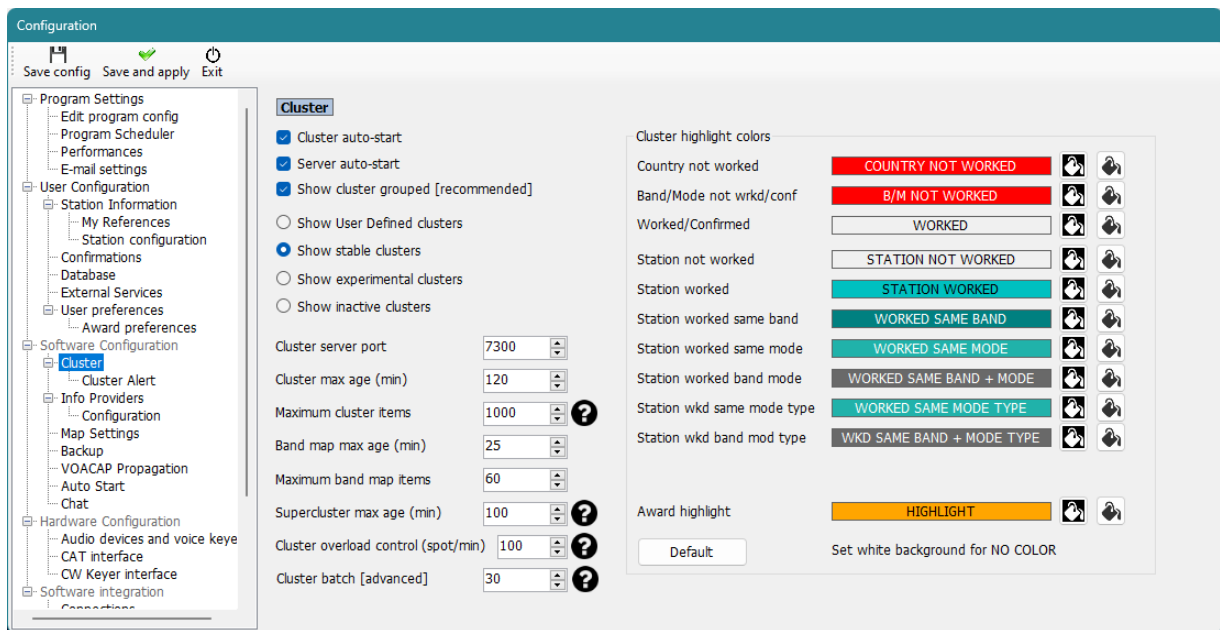 Configuration
Save config Save and apply Exit
Program Settings
Edit program config
Program Scheduler
Performances
E-mail settings
User Configuration
Station Information
My References
Station configuration
Confirmations
Database
External Services
User preferences
Award preferences
Software Configuration
Cluster
Cluster Alert
Info Providers
Configuration
Map Settings
Backup
VOACAP Propagation
Auto Start
Chat
Hardware Configuration
Audio devices and voice keye
CAT interface
CW Keyer interface
Software integration
Connections
Cluster
Cluster auto-start
Server auto-start
Show cluster grouped [recommended]
Show User Defined clusters
Show stable clusters
Show experimental clusters
Show inactive clusters
Cluster server port 7300
Cluster max age (min) 120
Maximum cluster items 1000 ?
Band map max age (min) 25
Maximum band map items 60
Supercluster max age (min) 100 ?
Cluster overload control (spot/min) 100 ?
Cluster batch [advanced] 30 ?
Cluster highlight colors
Country not worked COUNTRY NOT WORKED
Band/Mode not wrkd/conf B/M NOT WORKED
Worked/Confirmed WORKED
Station not worked STATION NOT WORKED
Station worked STATION WORKED
Station worked same band WORKED SAME BAND
Station worked same mode WORKED SAME MODE
Station worked band mode WORKED SAME BAND + MODE
Station wkd same mode type WORKED SAME MODE TYPE
Station wkd band mod type WKD SAME BAND + MODE TYPE
Award highlight HIGHLIGHT
Default Set white background for NO COLOR